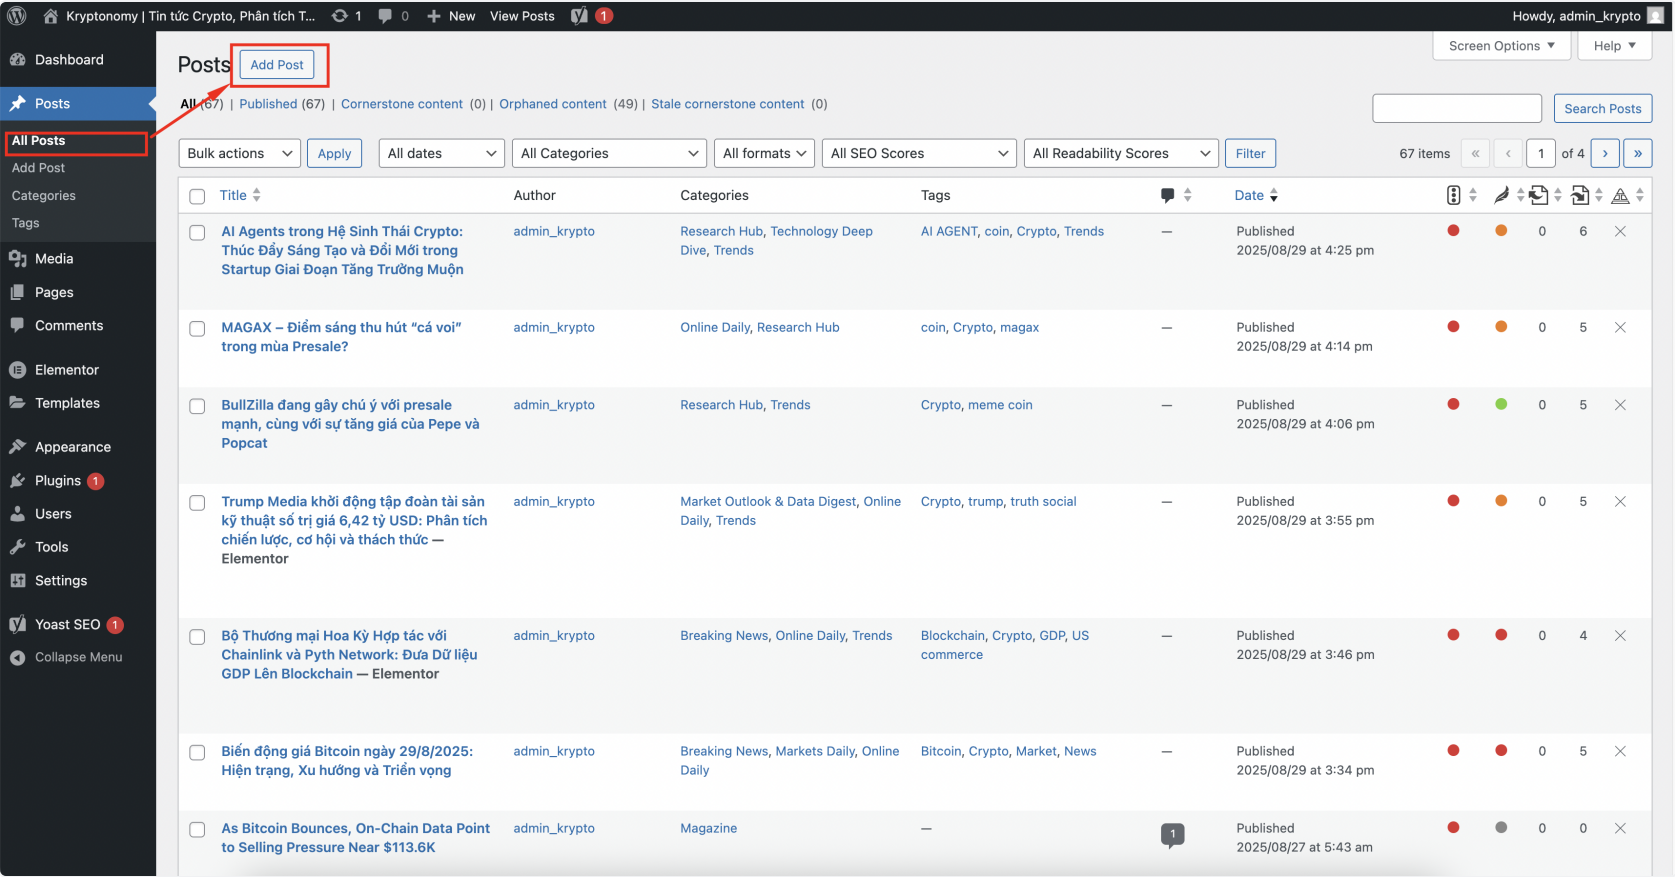 Kryptonomy | Tin tức Crypto, Phân tích T... 1 0 New View Posts 1 Howdy, admin_krypto
Screen Options Help
Dashboard
Posts
All Posts
Add Post
Categories
Tags
Media
Pages
Comments
Elementor
Templates
Appearance
Plugins 1
Users
Tools
Settings
Yoast SEO 1
Collapse Menu
Posts Add Post
All (67) | Published (67) | Cornerstone content (0) | Orphaned content (49) | Stale cornerstone content (0)
Search Posts
Bulk actions Apply All dates All Categories All formats All SEO Scores All Readability Scores Filter 67 items « ‹ 1 of 4 › »
Title Author Categories Tags Date
AI Agents trong Hệ Sinh Thái Crypto: admin_krypto Research Hub, Technology Deep AI AGENT, coin, Crypto, Trends — Published 0 6
Thúc Đẩy Sáng Tạo và Đổi Mới trong Dive, Trends 2025/08/29 at 4:25 pm
Startup Giai Đoạn Tăng Trưởng Muộn
MAGAX – Điểm sáng thu hút “cá voi” admin_krypto Online Daily, Research Hub coin, Crypto, magax — Published 0 5
trong mùa Presale? 2025/08/29 at 4:14 pm
BullZilla đang gây chú ý với presale admin_krypto Research Hub, Trends Crypto, meme coin — Published 0 5
mạnh, cùng với sự tăng giá của Pepe và 2025/08/29 at 4:06 pm
Popcat
Trump Media khởi động tập đoàn tài sản admin_krypto Market Outlook & Data Digest, Online Crypto, trump, truth social — Published 0 5
kỹ thuật số trị giá 6,42 tỷ USD: Phân tích Daily, Trends 2025/08/29 at 3:55 pm
chiến lược, cơ hội và thách thức —
Elementor
Bộ Thương mại Hoa Kỳ Hợp tác với admin_krypto Breaking News, Online Daily, Trends Blockchain, Crypto, GDP, US — Published 0 4
Chainlink và Pyth Network: Đưa Dữ liệu commerce 2025/08/29 at 3:46 pm
GDP Lên Blockchain — Elementor
Biến động giá Bitcoin ngày 29/8/2025: admin_krypto Breaking News, Markets Daily, Online Bitcoin, Crypto, Market, News — Published 0 5
Hiện trạng, Xu hướng và Triển vọng Daily 2025/08/29 at 3:34 pm
As Bitcoin Bounces, On-Chain Data Point admin_krypto Magazine — 1 Published 0 0
to Selling Pressure Near $113.6K 2025/08/27 at 5:43 am